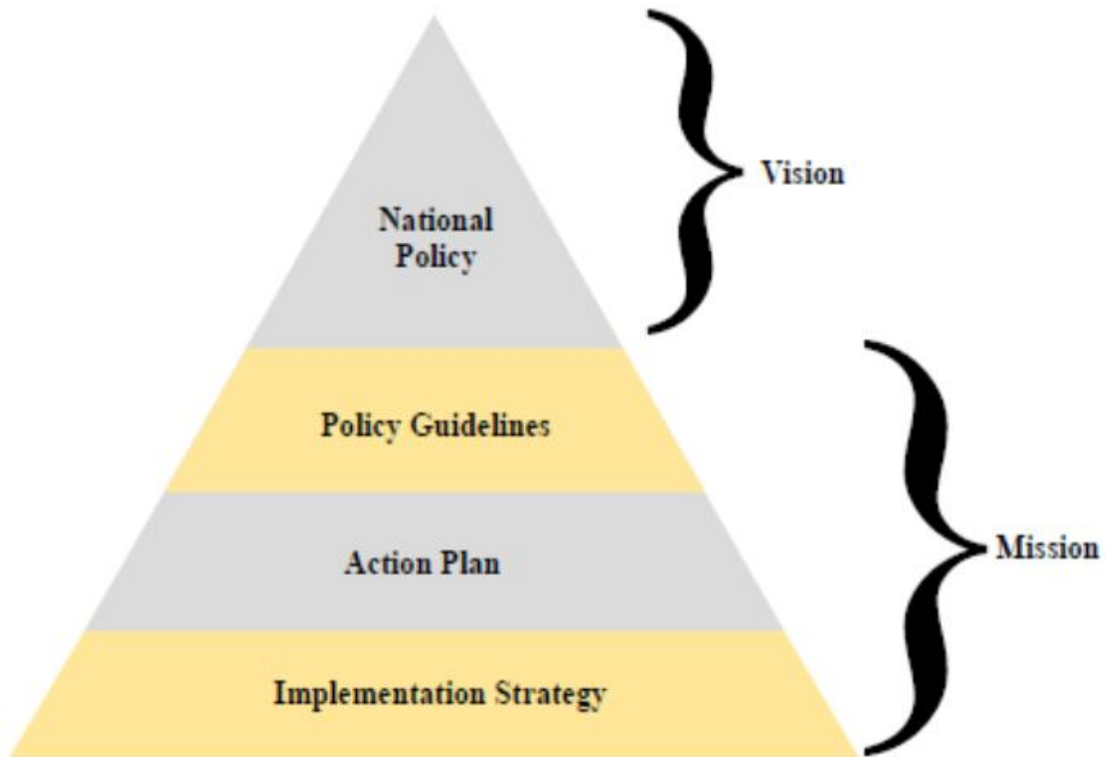 National
Policy
Vision
Policy Guidelines
Action Plan
Mission
Implementation Strategy